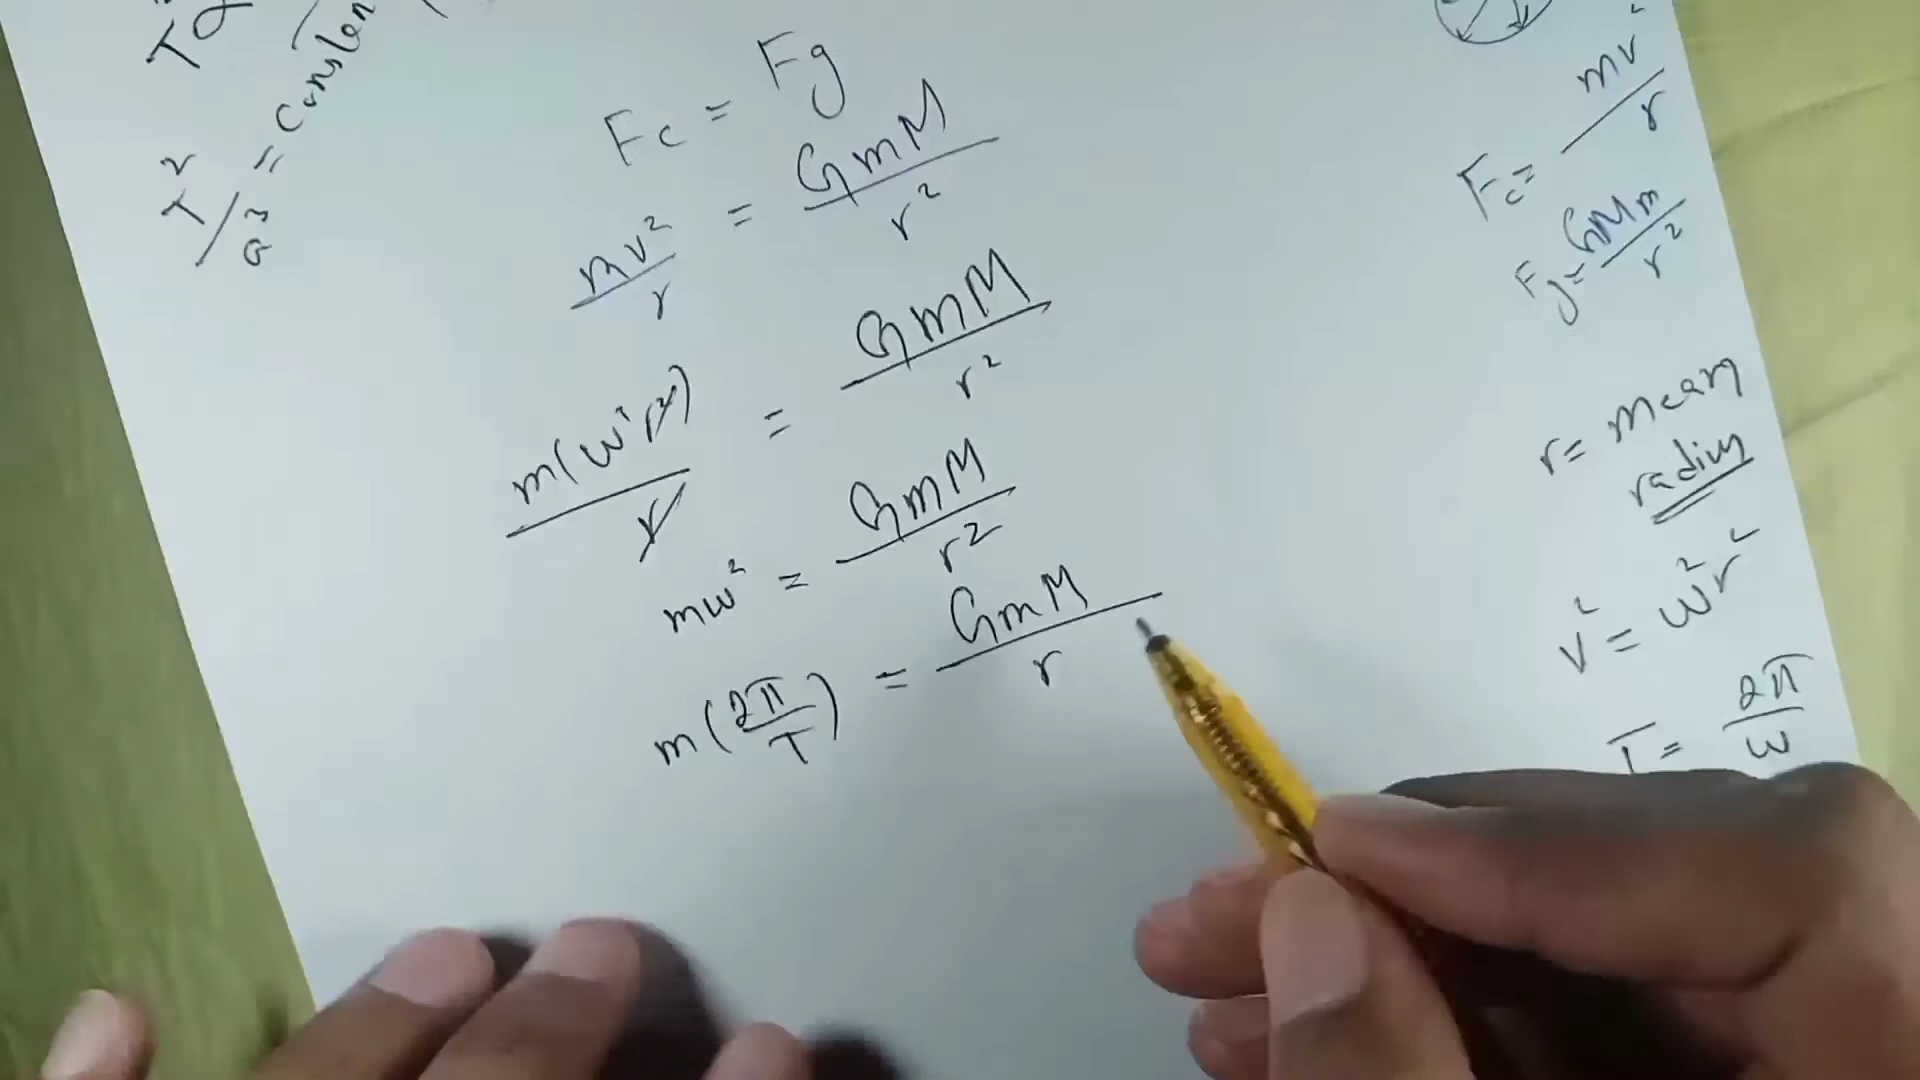 T² / a³ = constan
Fc = Fg
mv² / r = GmM / r²
m(ω²r²) / r = GmM / r²
mω² = GmM / r²
m(2π / T) = GmM / r
Fc = mv² / r
Fg = GMm / r²
r = mean
radius
v² = ω²r²
T = 2π / ω